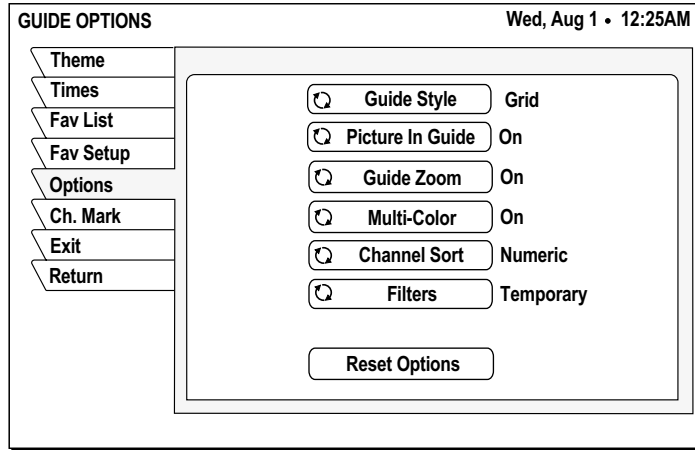 GUIDE OPTIONS Wed, Aug 1 • 12:25AM
Theme
Times
Fav List
Fav Setup
Options
Ch. Mark
Exit
Return
Guide Style Grid
Picture In Guide On
Guide Zoom On
Multi-Color On
Channel Sort Numeric
Filters Temporary
Reset Options